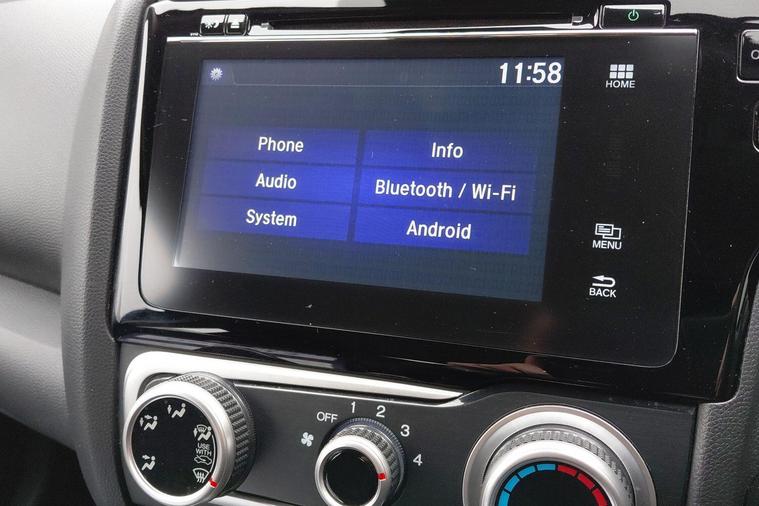 11:58
HOME
Phone
Info
Audio
Bluetooth / Wi-Fi
System
Android
MENU
BACK
OFF 1 2 3 4
USE
WITH